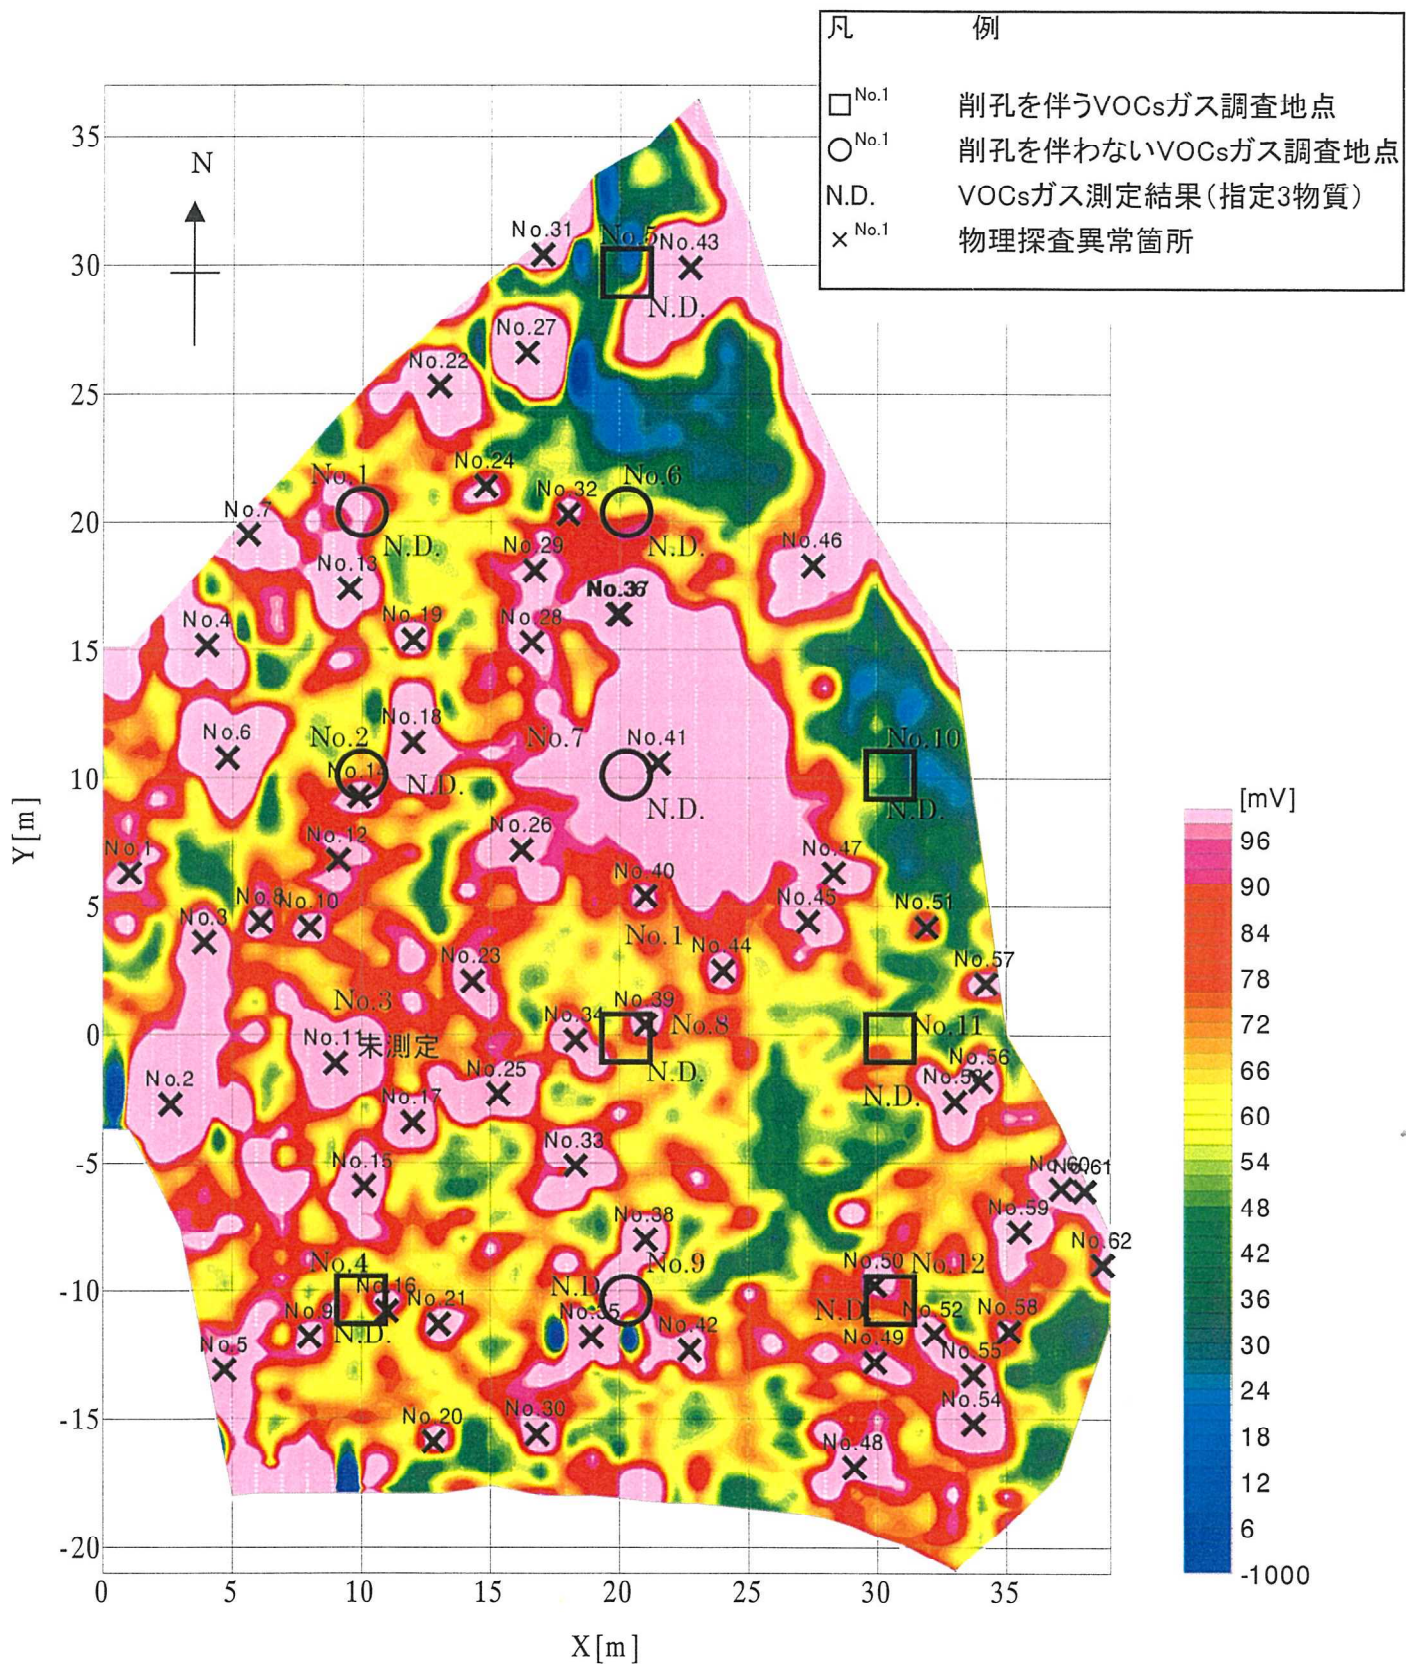 凡 例
□No.1 削孔を伴うVOCsガス調査地点
○No.1 削孔を伴わないVOCsガス調査地点
N.D. VOCsガス測定結果(指定3物質)
×No.1 物理探査異常箇所
N
35
30
25
20
15
10
5
0
-5
-10
-15
-20
Y[m]
No.31
No.5
No.43
N.D.
No.27
No.22
No.24
No.1
No.6
No.32
No.7
N.D.
N.D.
No.29
No.46
No.13
No.37
No.4
No.19
No.28
No.18
No.6
No.2
No.7
No.41
No.10
N.D.
N.D.
N.D.
No.26
No.12
No.1
No.47
No.40
No.8
No.10
No.45
No.51
No.3
No.1
No.44
No.23
No.57
No.3
No.39
No.34
No.8
No.11
No.11
未測定
N.D.
No.25
No.56
No.2
N.D.
No.17
No.33
No.15
No.61
No.59
No.38
No.62
No.4
No.9
No.50
No.12
No.16
N.D.
No.9
No.21
N.D.
No.52
No.58
N.D.
No.35
No.42
No.49
No.5
No.55
No.54
No.20
No.30
No.48
0 5 10 15 20 25 30 35
X[m]
[mV]
96
90
84
78
72
66
60
54
48
42
36
30
24
18
12
6
-1000